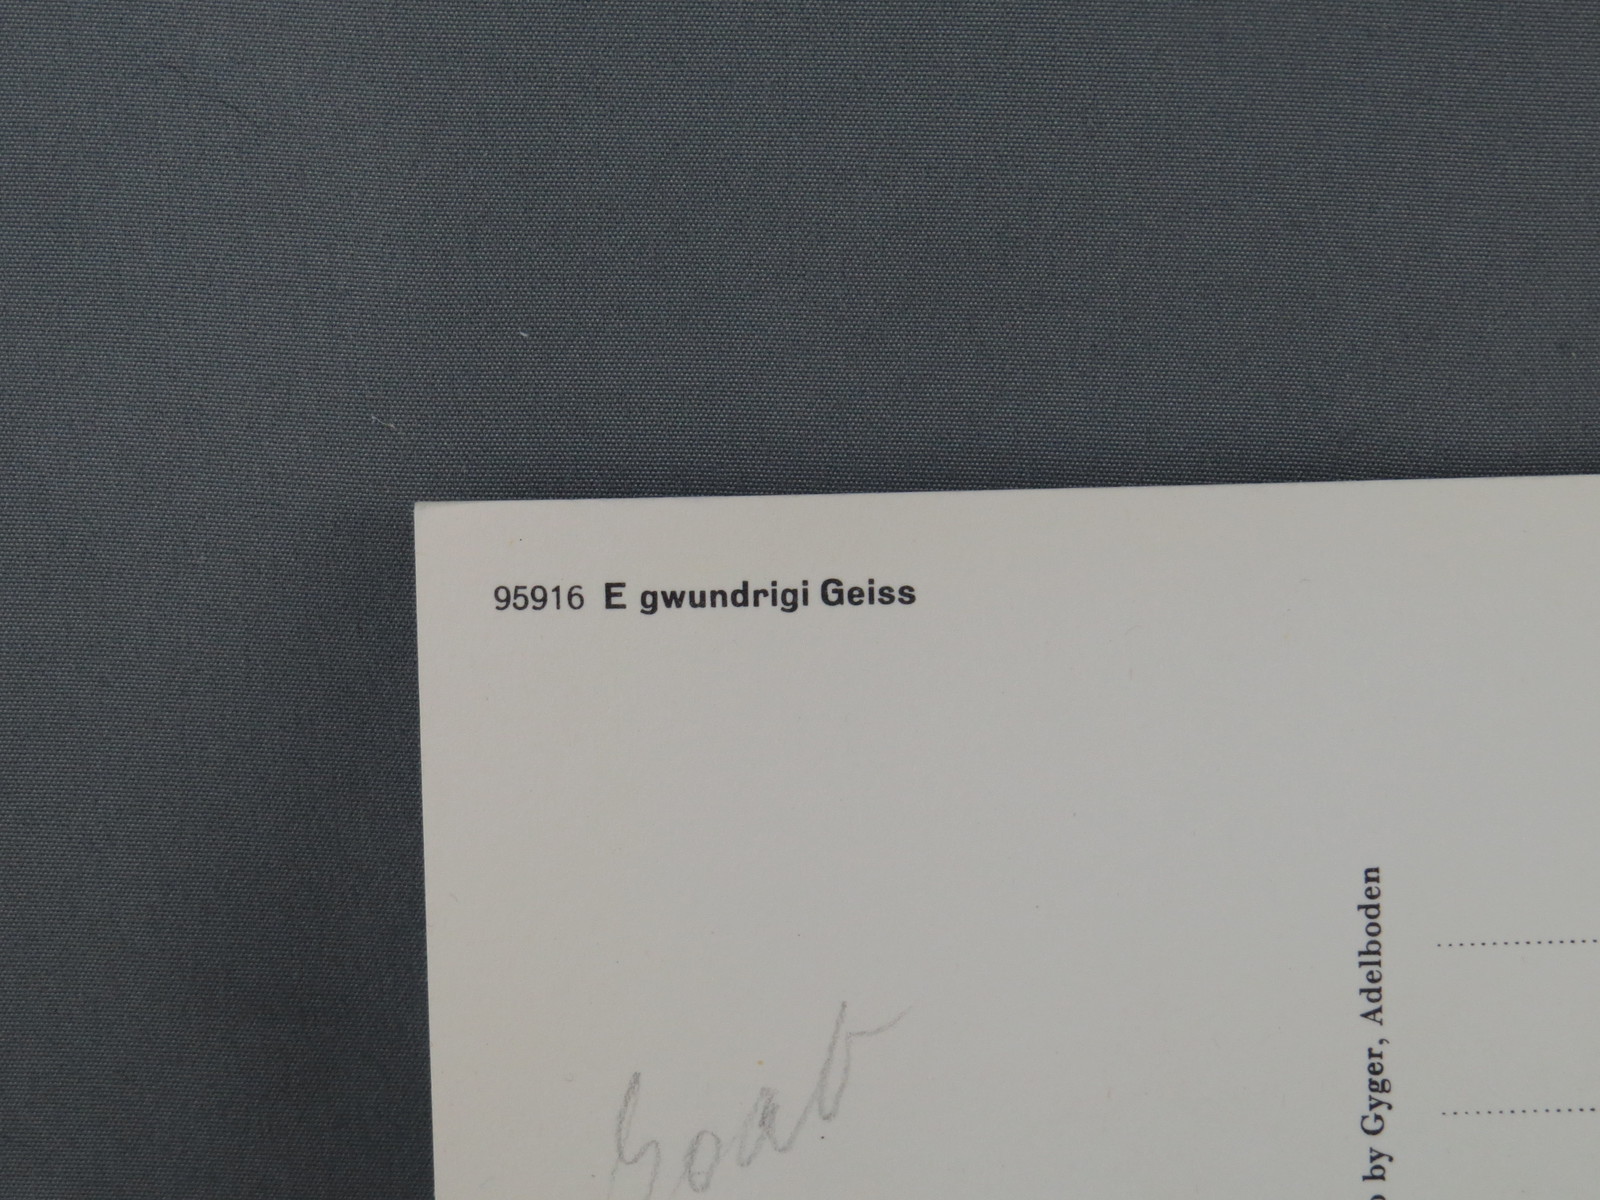 95916 E gwundrigi Geiss
by Gyger, Adelboden
Goat